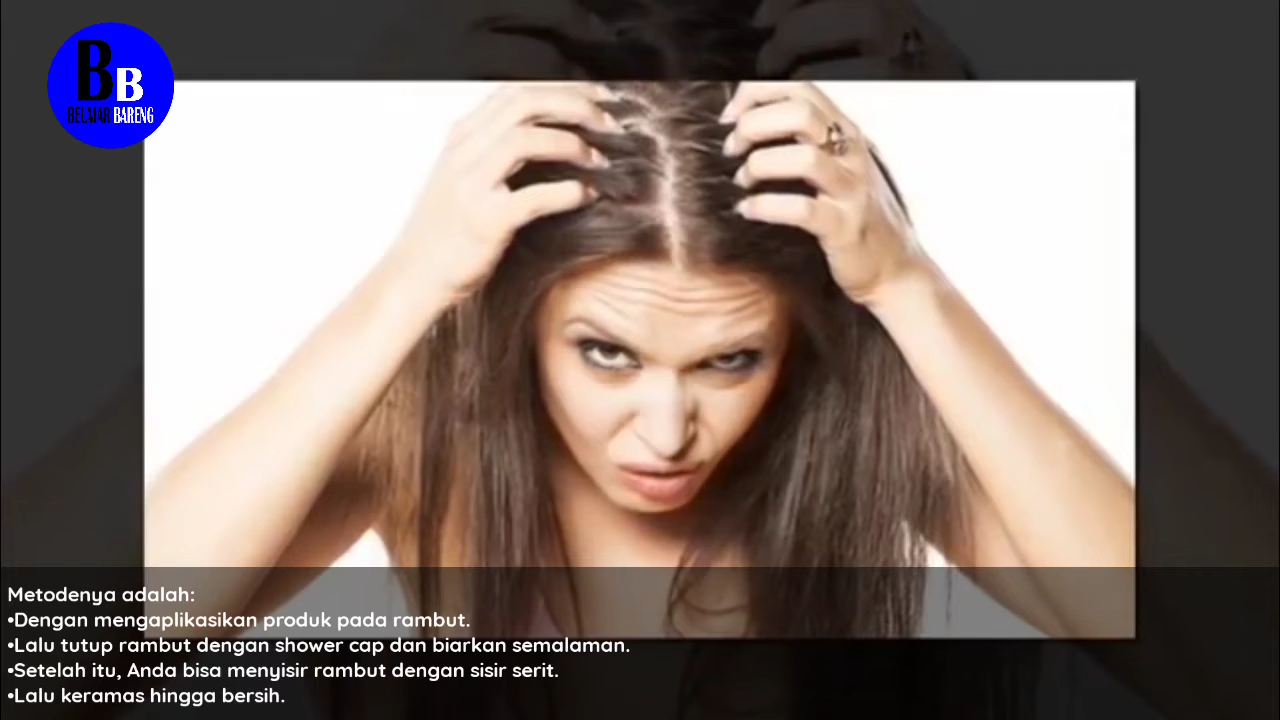 BB
BELAJAR BARENG
Metodenya adalah:
•Dengan mengaplikasikan produk pada rambut.
•Lalu tutup rambut dengan shower cap dan biarkan semalaman.
•Setelah itu, Anda bisa menyisir rambut dengan sisir serit.
•Lalu keramas hingga bersih.